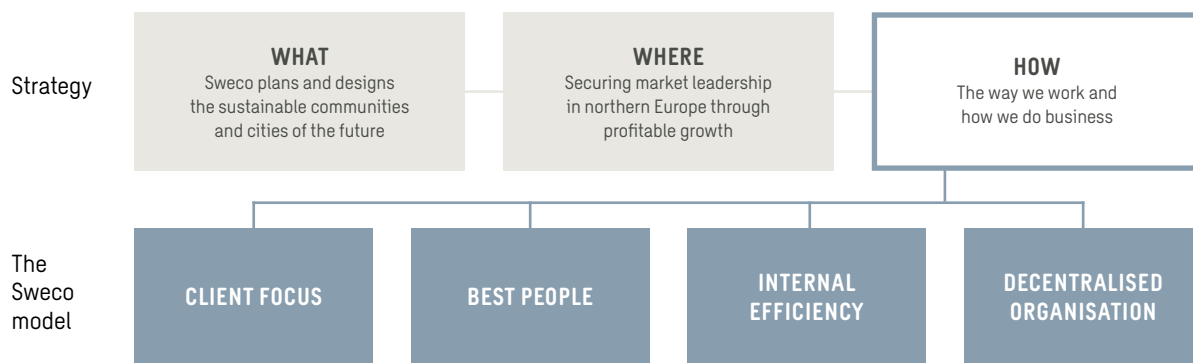 Strategy
WHAT
Sweco plans and designs
the sustainable communities
and cities of the future
WHERE
Securing market leadership
in northern Europe through
profitable growth
HOW
The way we work and
how we do business
The
Sweco
model
CLIENT FOCUS
BEST PEOPLE
INTERNAL
EFFICIENCY
DECENTRALISED
ORGANISATION